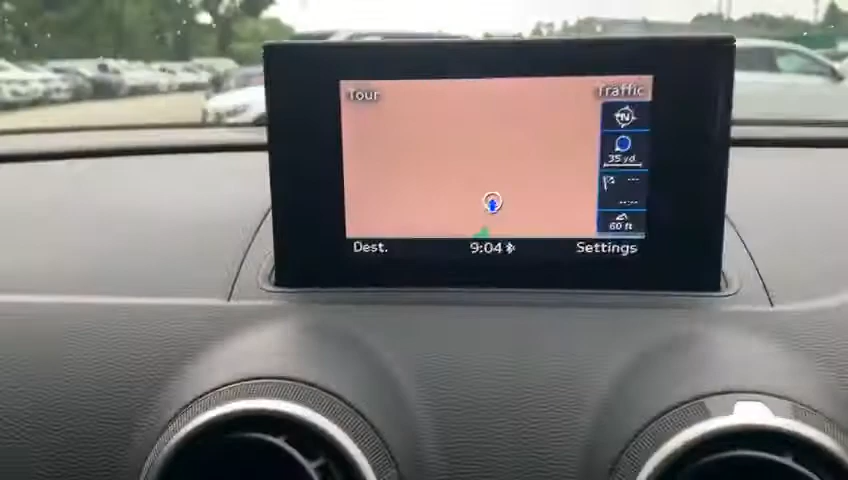 Tour
Traffic
N
35 yd
---
--:--
60 ft
Dest.
9:04
Settings